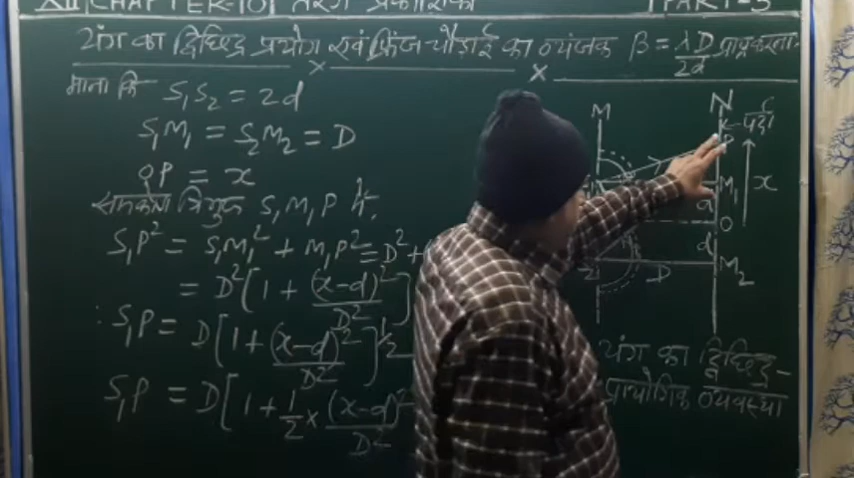 XII CHAPTER-10 तरंग प्रकाशिकी PART-3
यंग का द्विछिद्र प्रयोग एवं फ्रिंज चौड़ाई का व्यंजक β = λD/2d प्राप्त करना-
माना कि S₁S₂ = 2d
S₁M₁ = S₂M₂ = D
OP = x
समकोण त्रिभुज S₁M₁P में,
S₁P² = S₁M₁² + M₁P² = D² +
= D²[1 + (x-d)²/D²]
∴ S₁P = D[1 + (x-d)²/D²]^½
S₁P = D[1 + ½ × (x-d)²/D²
M N
पर्दा
P
M₁ x
d
O
d
D M₂
यंग का द्विछिद्र-
प्रायोगिक व्यवस्था